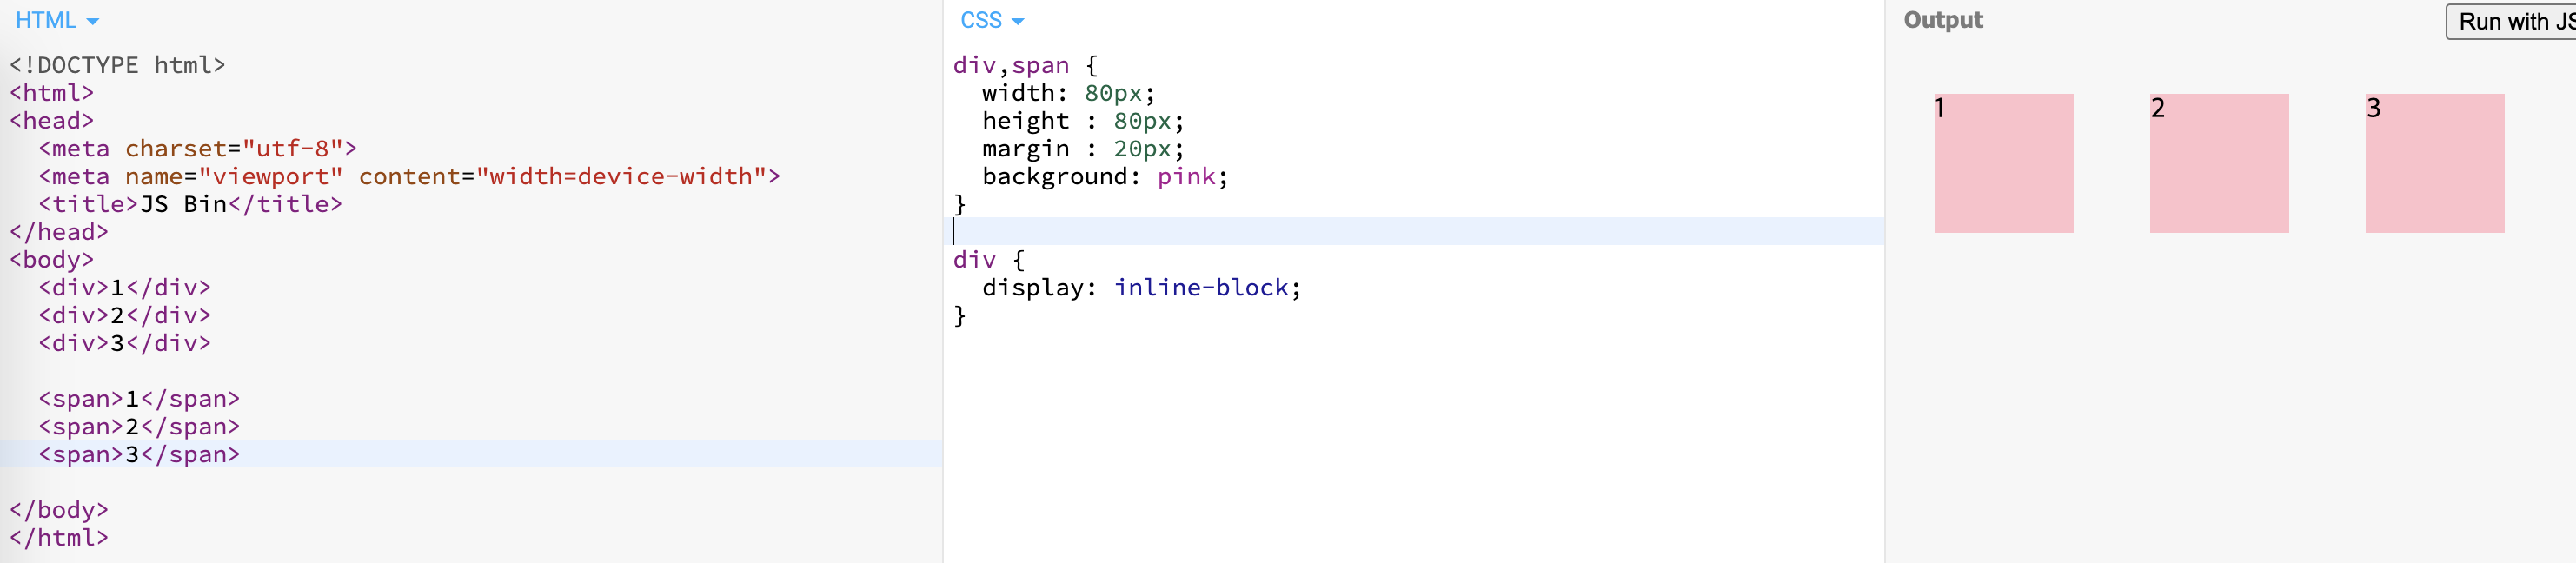 HTML
<!DOCTYPE html>
<html>
<head>
  <meta charset="utf-8">
  <meta name="viewport" content="width=device-width">
  <title>JS Bin</title>
</head>
<body>
  <div>1</div>
  <div>2</div>
  <div>3</div>
  <span>1</span>
  <span>2</span>
  <span>3</span>
</body>
</html>
CSS
div,span {
  width: 80px;
  height : 80px;
  margin : 20px;
  background: pink;
}
div {
  display: inline-block;
}
Output
Run with JS
1 2 3